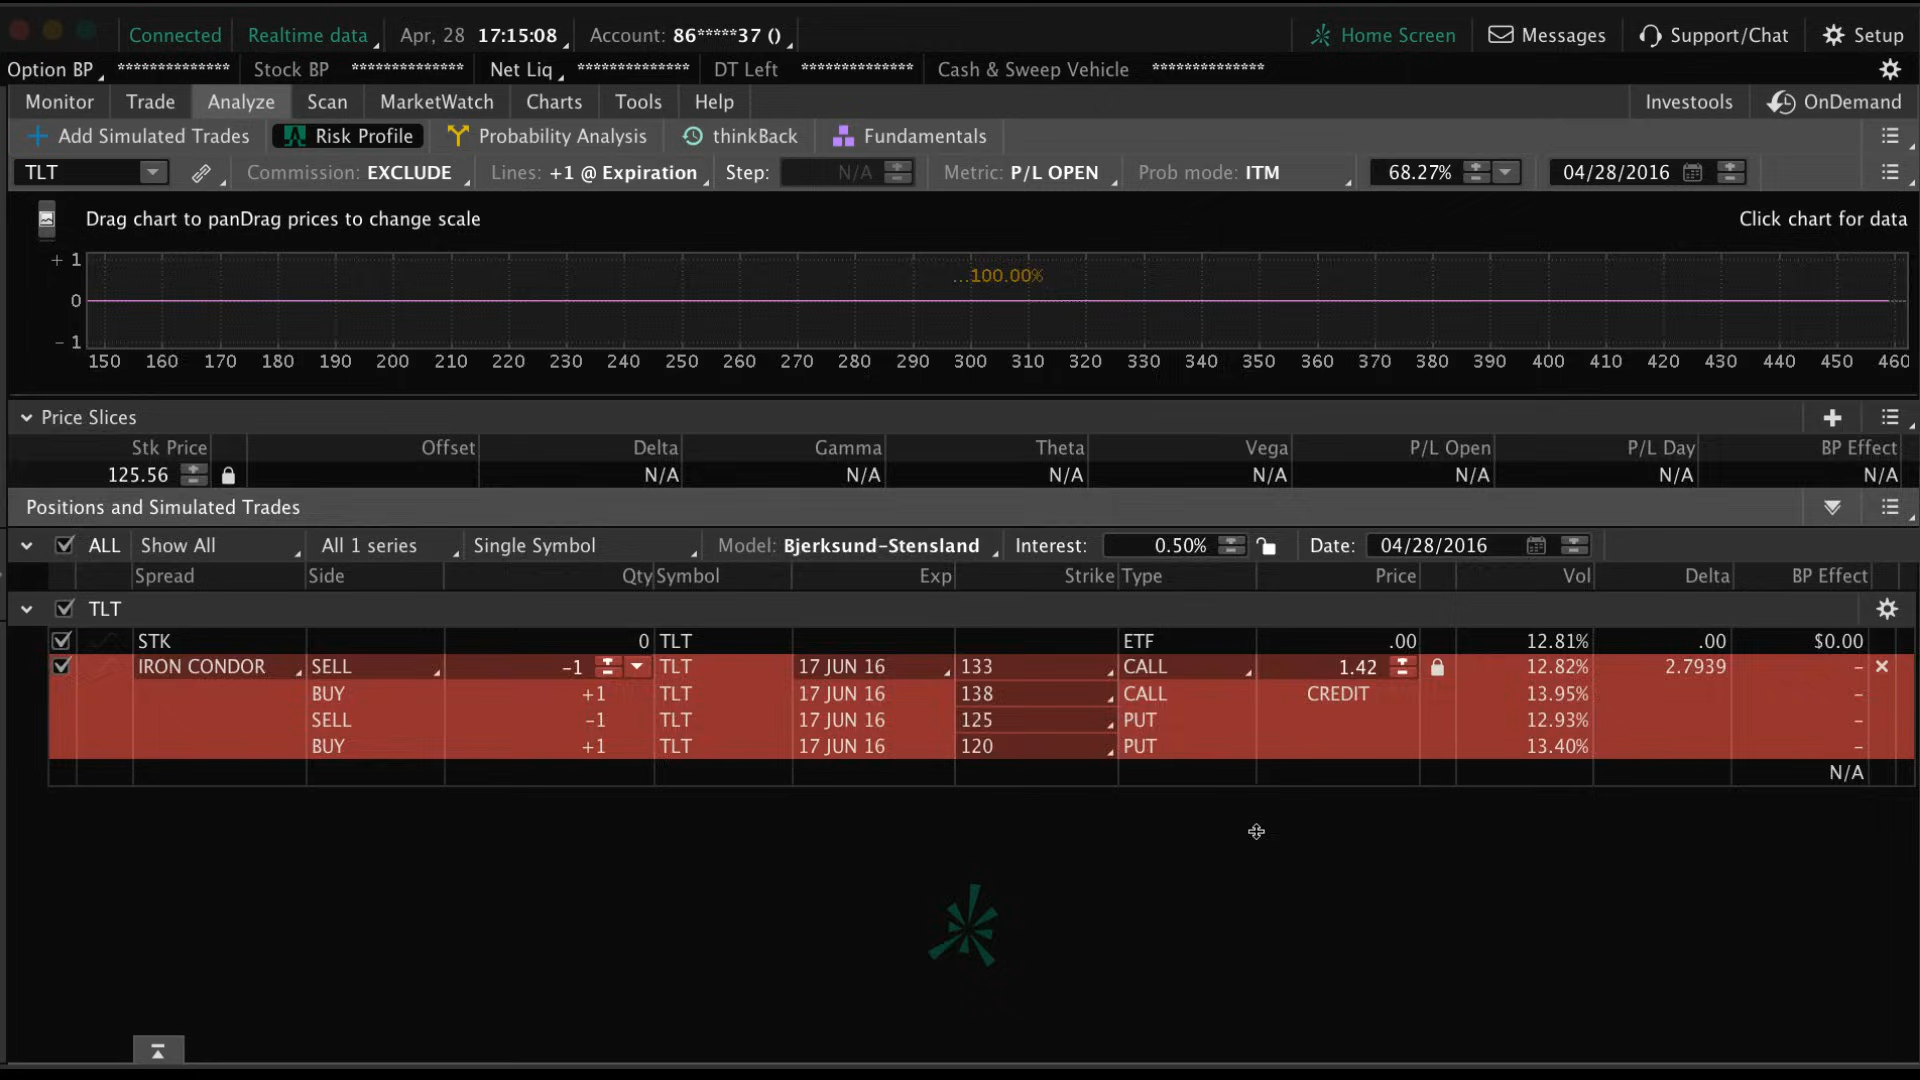 Connected Realtime data Apr, 28 17:15:08 Account: 86*****37 () Home Screen Messages Support/Chat Setup
Option BP ************** Stock BP ************** Net Liq ************** DT Left ************** Cash & Sweep Vehicle **************
Monitor Trade Analyze Scan MarketWatch Charts Tools Help Investools OnDemand
Add Simulated Trades Risk Profile Probability Analysis thinkBack Fundamentals
TLT Commission: EXCLUDE Lines: +1 @ Expiration Step: N/A Metric: P/L OPEN Prob mode: ITM 68.27% 04/28/2016
Drag chart to panDrag prices to change scale Click chart for data
+ 1
...100.00%
0
- 1
150 160 170 180 190 200 210 220 230 240 250 260 270 280 290 300 310 320 330 340 350 360 370 380 390 400 410 420 430 440 450 460
Price Slices
Stk Price Offset Delta Gamma Theta Vega P/L Open P/L Day BP Effect
125.56 N/A N/A N/A N/A N/A N/A N/A
Positions and Simulated Trades
ALL Show All All 1 series Single Symbol Model: Bjerksund-Stensland Interest: 0.50% Date: 04/28/2016
Spread Side Qty Symbol Exp Strike Type Price Vol Delta BP Effect
TLT
STK 0 TLT ETF .00 12.81% .00 $0.00
IRON CONDOR SELL -1 TLT 17 JUN 16 133 CALL 1.42 12.82% 2.7939 -
BUY +1 TLT 17 JUN 16 138 CALL CREDIT 13.95% -
SELL -1 TLT 17 JUN 16 125 PUT 12.93% -
BUY +1 TLT 17 JUN 16 120 PUT 13.40% -
N/A